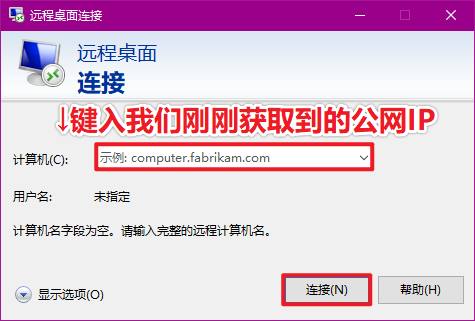 远程桌面连接
远程桌面
连接
↓键入我们刚刚获取到的公网IP
计算机(C):
示例: computer.fabrikam.com
用户名:
未指定
计算机名字段为空。请输入完整的远程计算机名。
显示选项(O)
连接(N)
帮助(H)